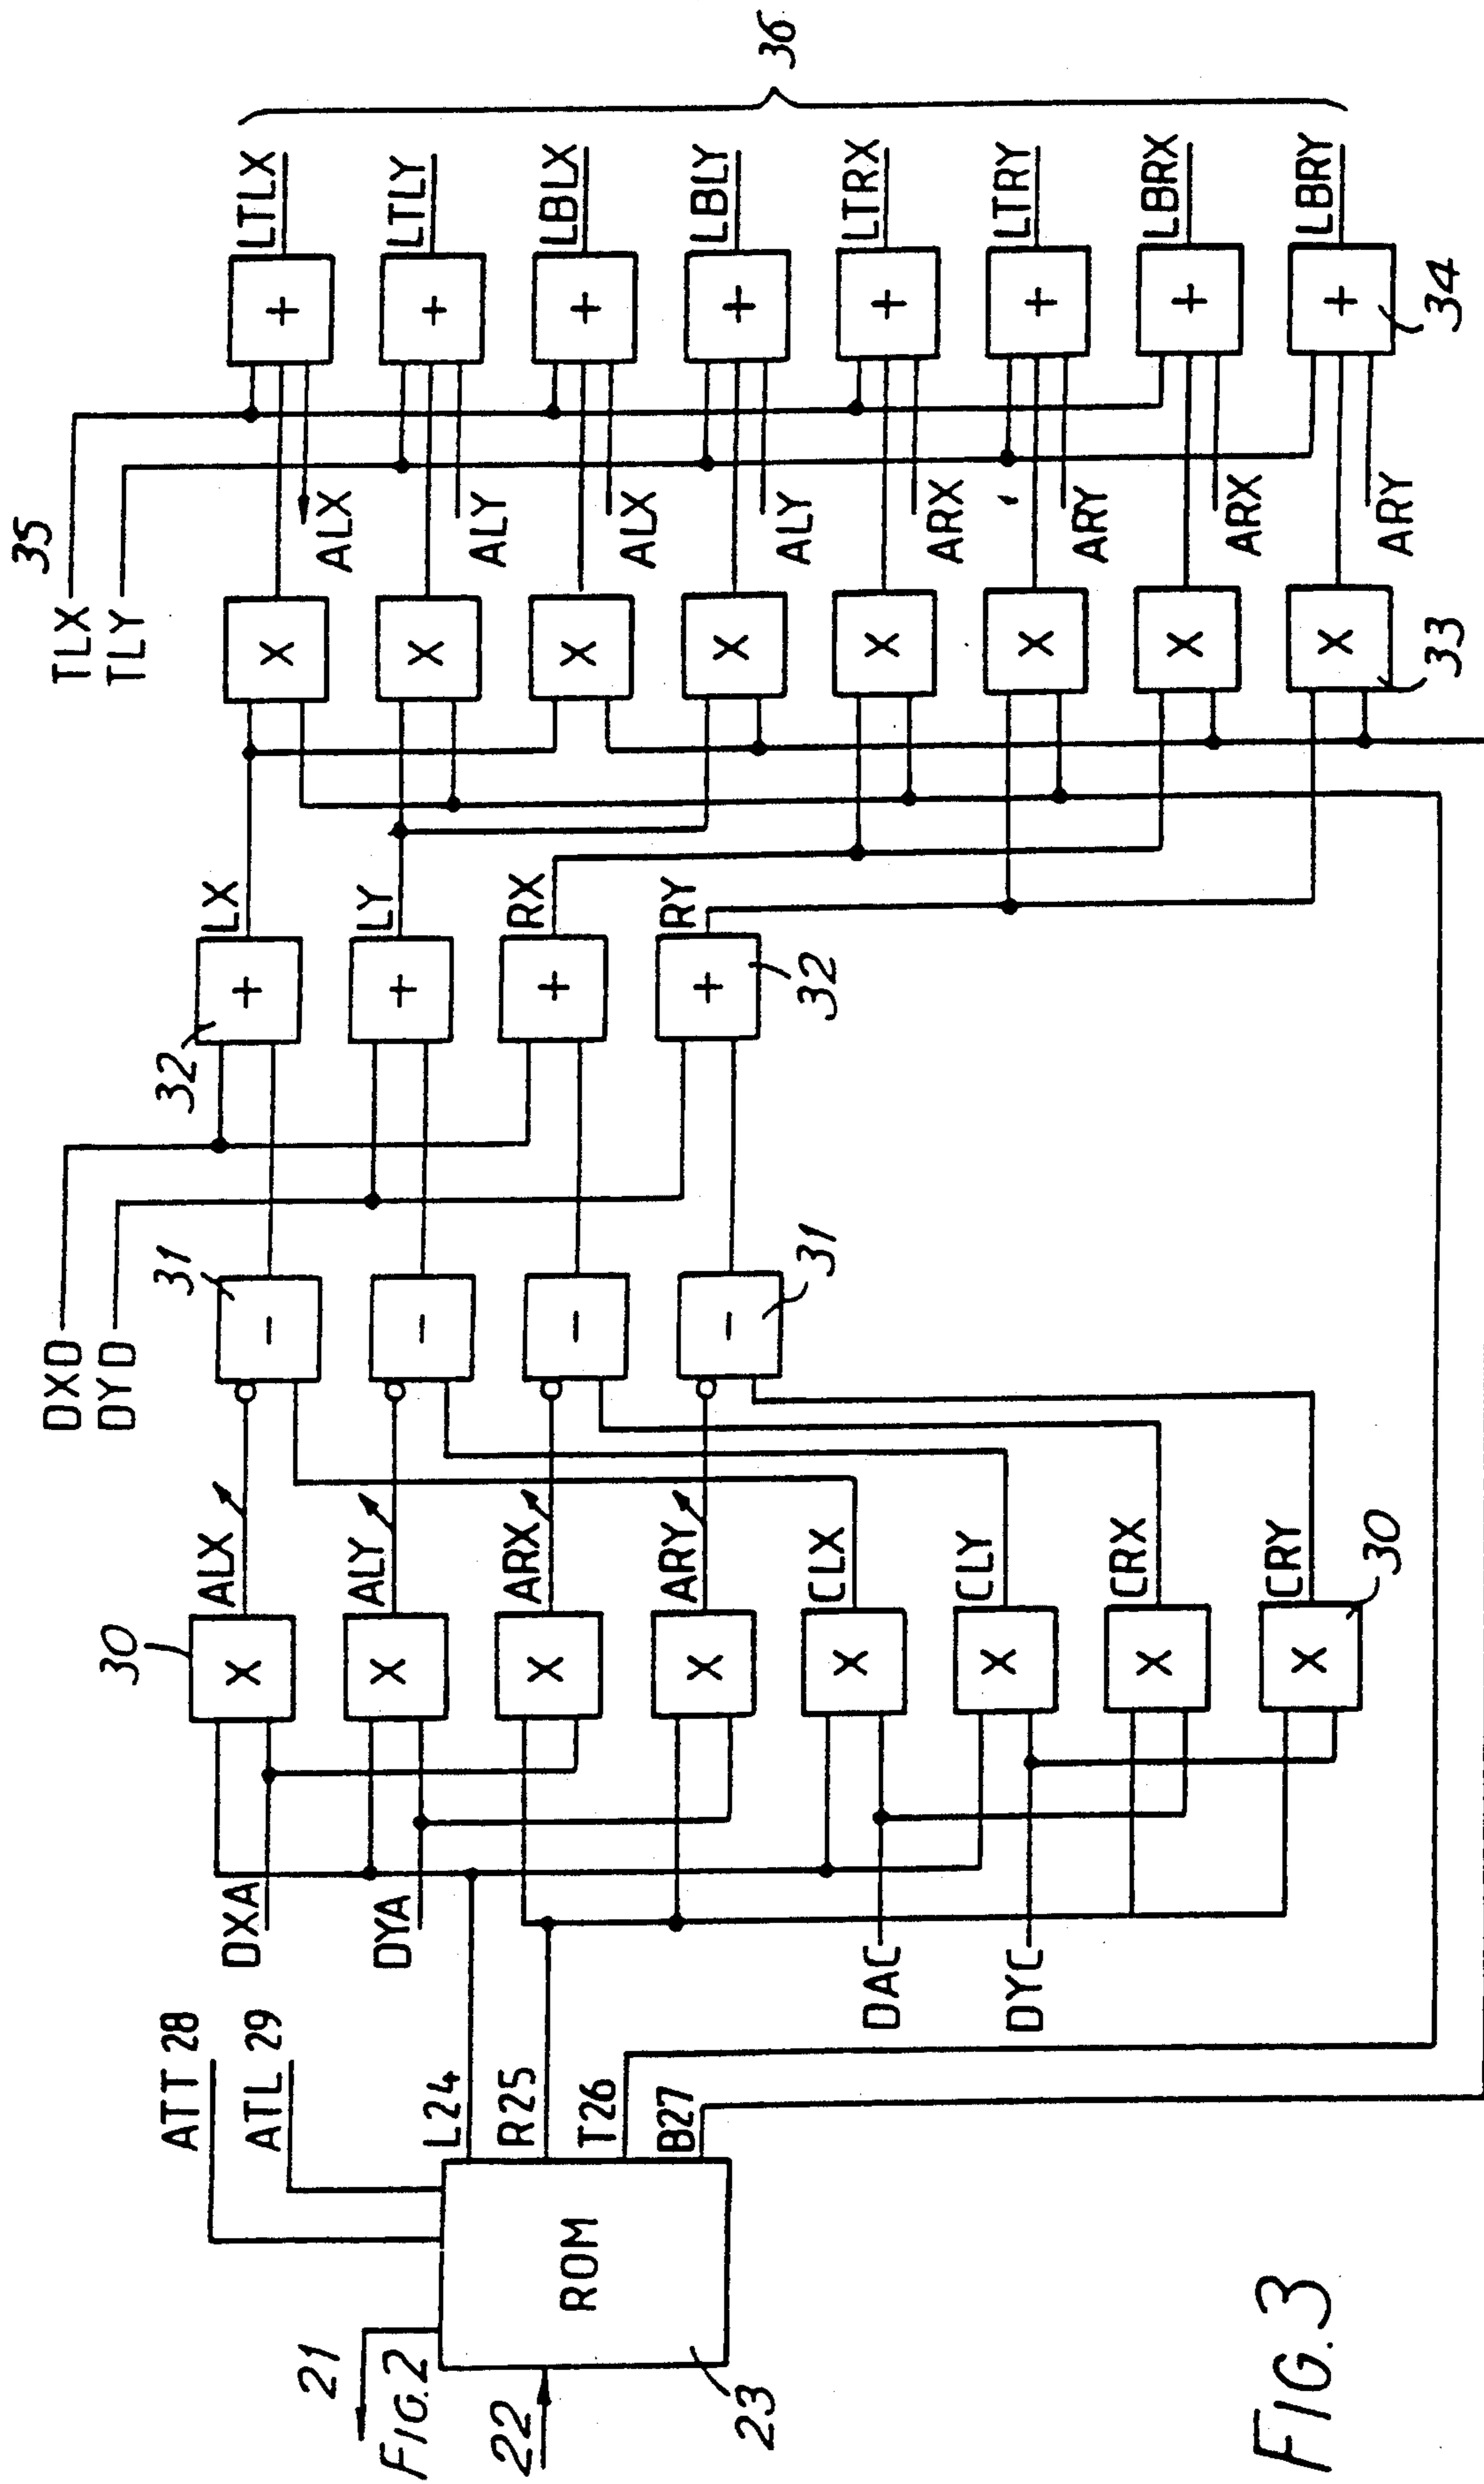 21
FIG.2
22
23
ROM
ATT 28
ATL 29
L24
R25
T26
B27
DXA
DYA
DAC
DYC
30
X
X
X
X
X
X
X
X
30
ALX
ALY
ARX
ARY
CLX
CLY
CRX
CRY
DXD
DYD
31
-
-
-
-
31
32
+
+
+
+
32
LX
LY
RX
RY
TLX
TLY
35
X
X
X
X
X
X
X
X
33
ALX
ALY
ALX
ALY
ARX
ARY
ARX
ARY
+
+
+
+
+
+
+
+
34
LTLX
LTLY
LBLX
LBLY
LTRX
LTRY
LBRX
LBRY
36
FIG.3